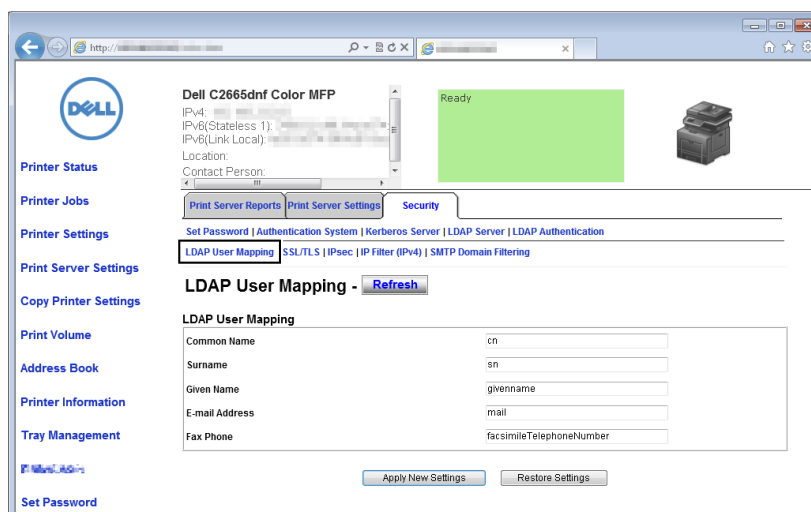 http://
DELL
Dell C2665dnf Color MFP
IPv4:
IPv6(Stateless 1):
IPv6(Link Local):
Location:
Contact Person:
Ready
Printer Status
Printer Jobs
Printer Settings
Print Server Settings
Copy Printer Settings
Print Volume
Address Book
Printer Information
Tray Management
Set Password
Print Server Reports
Print Server Settings
Security
Set Password | Authentication System | Kerberos Server | LDAP Server | LDAP Authentication
LDAP User Mapping | SSL/TLS | IPsec | IP Filter (IPv4) | SMTP Domain Filtering
LDAP User Mapping - Refresh
LDAP User Mapping
Common Name cn
Surname sn
Given Name givenname
E-mail Address mail
Fax Phone facsimileTelephoneNumber
Apply New Settings Restore Settings